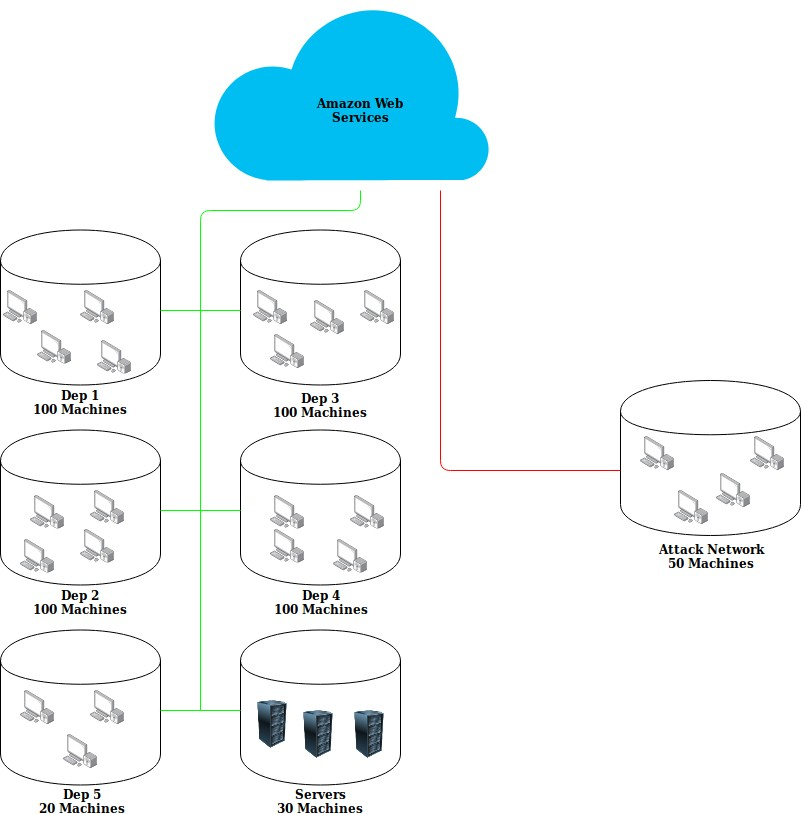 Amazon Web
Services
Dep 1
100 Machines
Dep 3
100 Machines
Dep 2
100 Machines
Dep 4
100 Machines
Attack Network
50 Machines
Dep 5
20 Machines
Servers
30 Machines